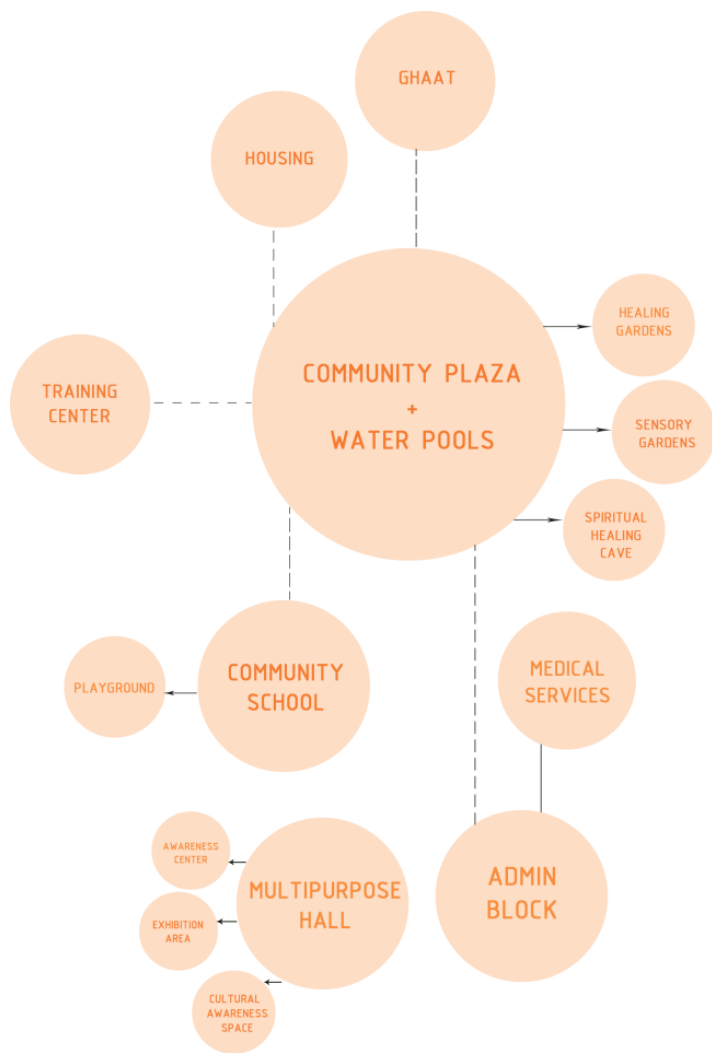 GHAAT
HOUSING
HEALING
GARDENS
COMMUNITY PLAZA
+
WATER POOLS
TRAINING
CENTER
SENSORY
GARDENS
SPIRITUAL
HEALING
CAVE
COMMUNITY
SCHOOL
PLAYGROUND
MEDICAL
SERVICES
AWARENESS
CENTER
MULTIPURPOSE
HALL
ADMIN
BLOCK
EXHIBITION
AREA
CULTURAL
AWARENESS
SPACE